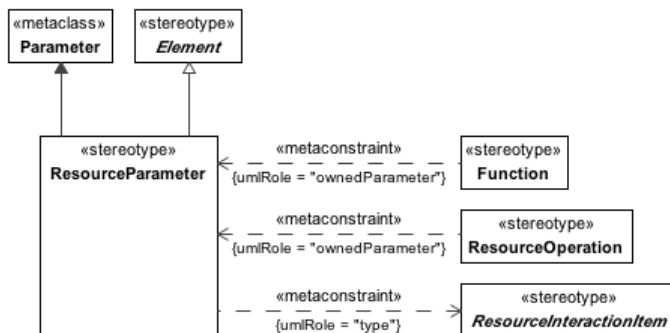 «metaclass»
Parameter
«stereotype»
Element
«stereotype»
ResourceParameter
«metaconstraint»
{umlRole = "ownedParameter"}
«stereotype»
Function
«metaconstraint»
{umlRole = "ownedParameter"}
«stereotype»
ResourceOperation
«metaconstraint»
{umlRole = "type"}
«stereotype»
ResourceInteractionItem